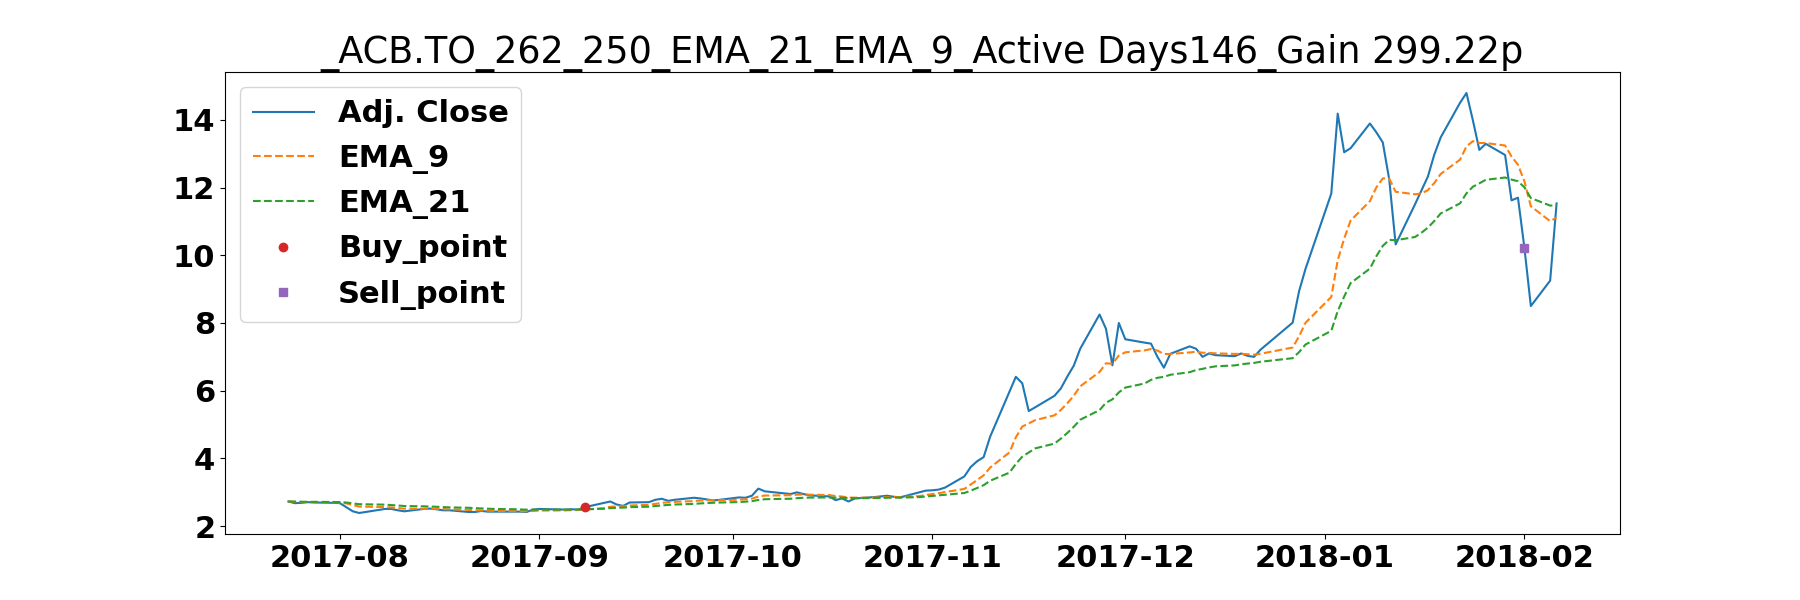 _ACB.TO_262_250_EMA_21_EMA_9_Active Days146_Gain 299.22p
Adj. Close
EMA_9
EMA_21
Buy_point
Sell_point
14
12
10
8
6
4
2
2017-08 2017-09 2017-10 2017-11 2017-12 2018-01 2018-02